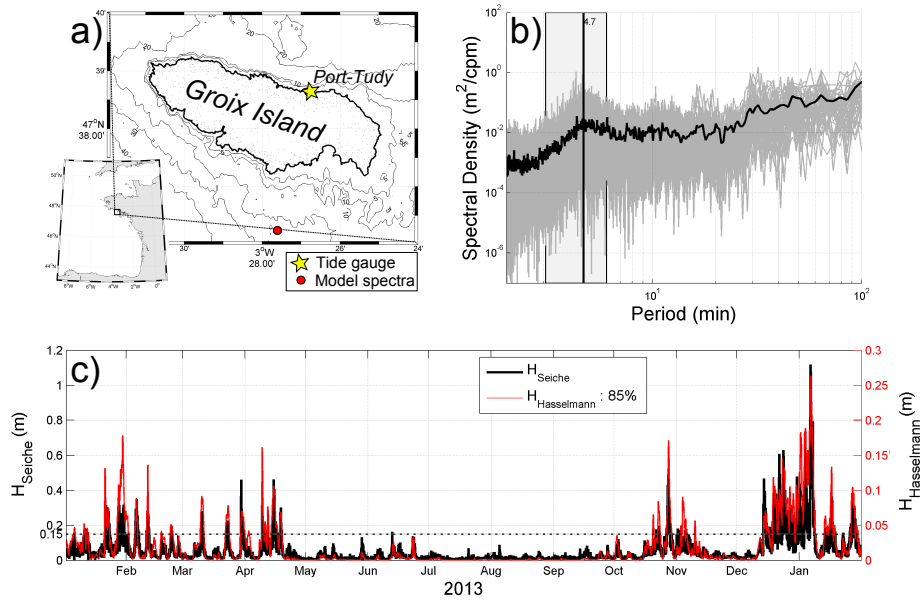 a)
40'
39'
47°N
38.00'
20
10
20
10
Port-Tudy
Groix Island
30'
3°W
28.00'
26'
24'
50°N
48°N
46°N
44°N
8°W
6°W
4°W
2°W
0°
Tide gauge
Model spectra
b)
4.7
Spectral Density (m²/cpm)
10²
10⁰
10⁻²
10⁻⁴
10⁻⁶
10¹
10²
Period (min)
c)
H_Seiche (m)
1.2
1
0.8
0.6
0.4
0.2
0.15
0
H_Seiche
H_Hasselmann : 85%
0.3
0.25
0.2
0.15
0.1
0.05
0
H_Hasselmann (m)
Feb Mar Apr May Jun Jul Aug Sep Oct Nov Dec Jan
2013